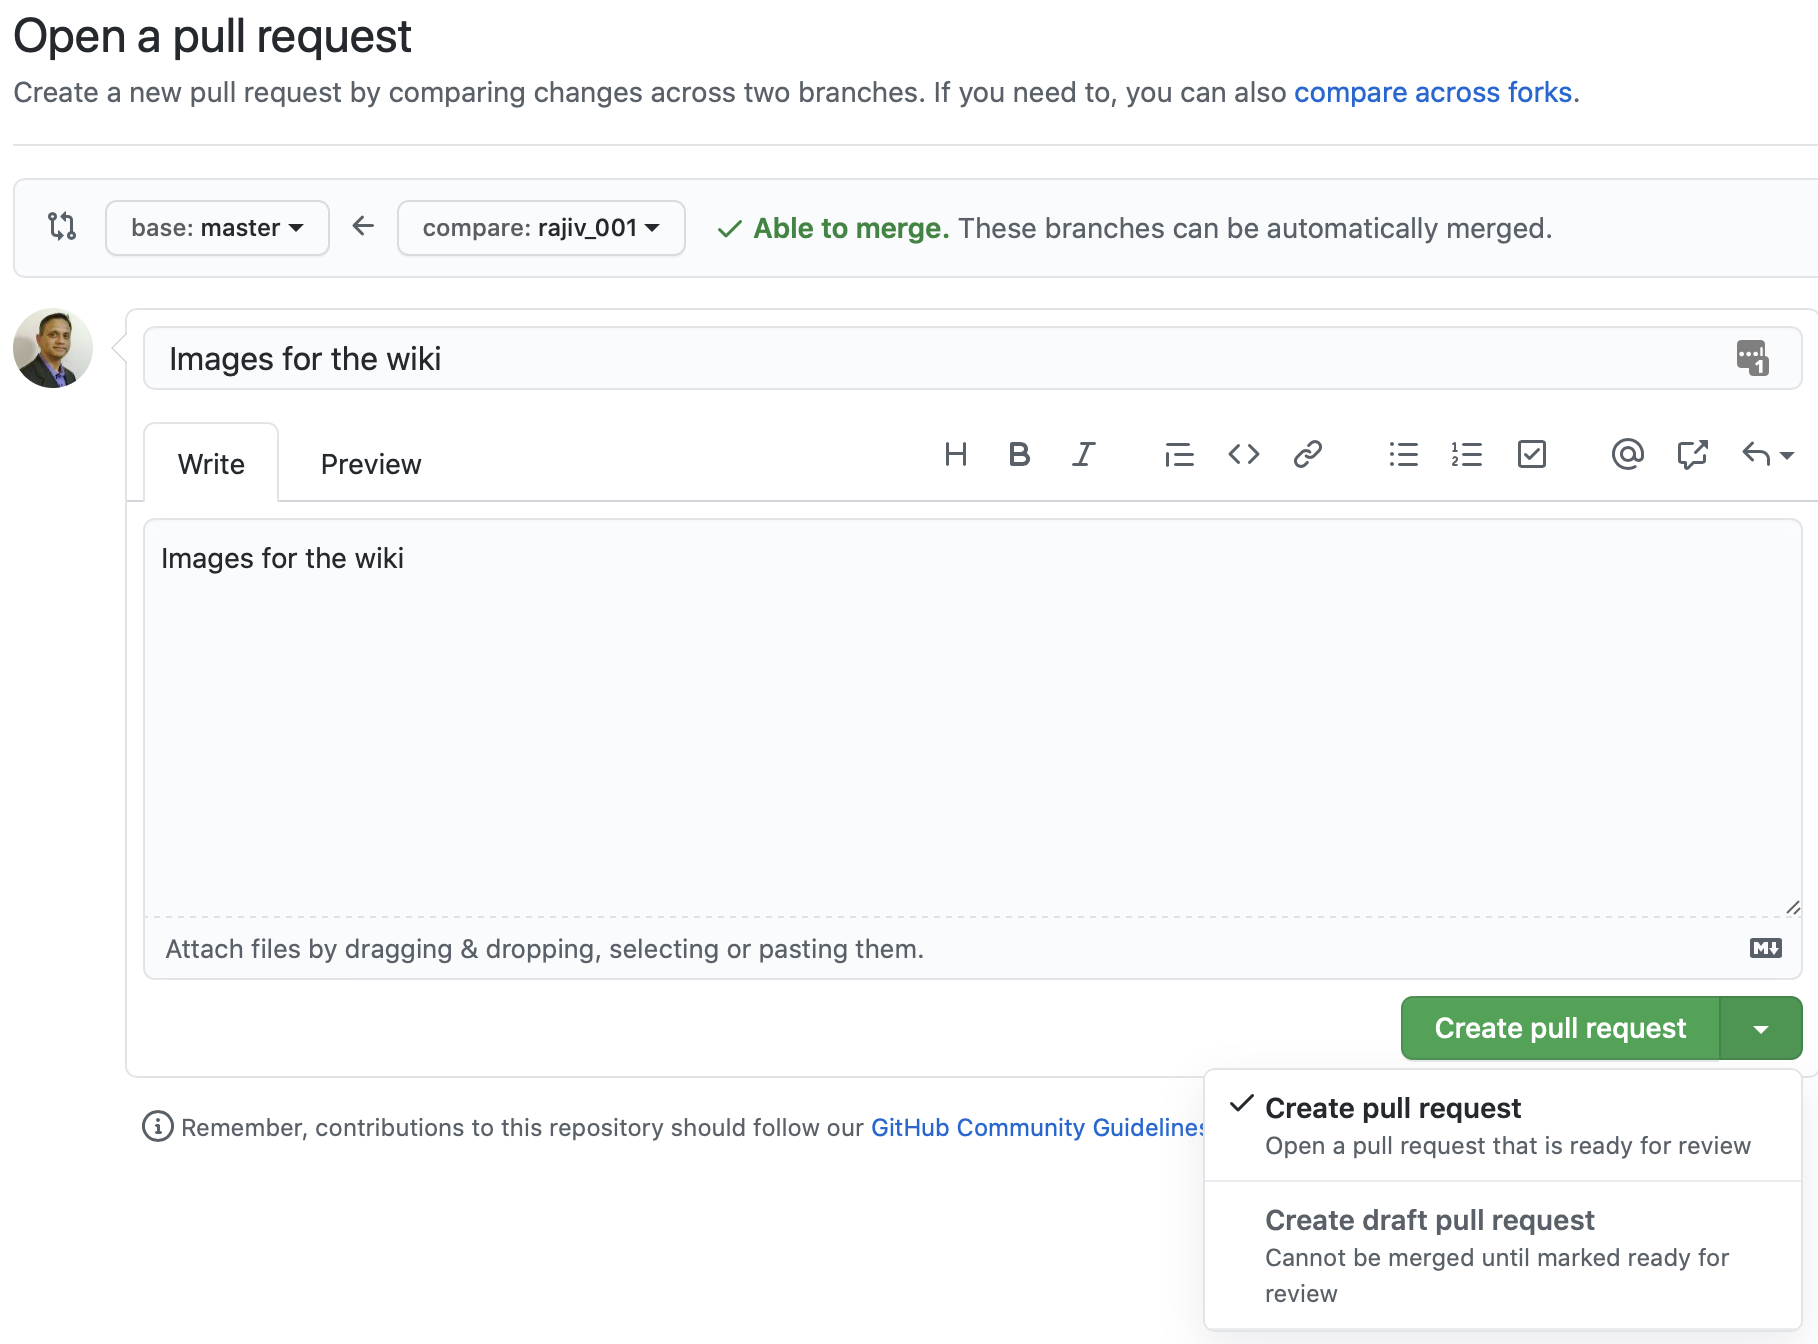 Open a pull request
Create a new pull request by comparing changes across two branches. If you need to, you can also compare across forks.
base: master
compare: rajiv_001
Able to merge. These branches can be automatically merged.
Images for the wiki
1
Write
Preview
H
B
I
1
2
@
Images for the wiki
Attach files by dragging & dropping, selecting or pasting them.
M
Create pull request
Create pull request
Open a pull request that is ready for review
Remember, contributions to this repository should follow our GitHub Community Guidelines
Create draft pull request
Cannot be merged until marked ready for
review